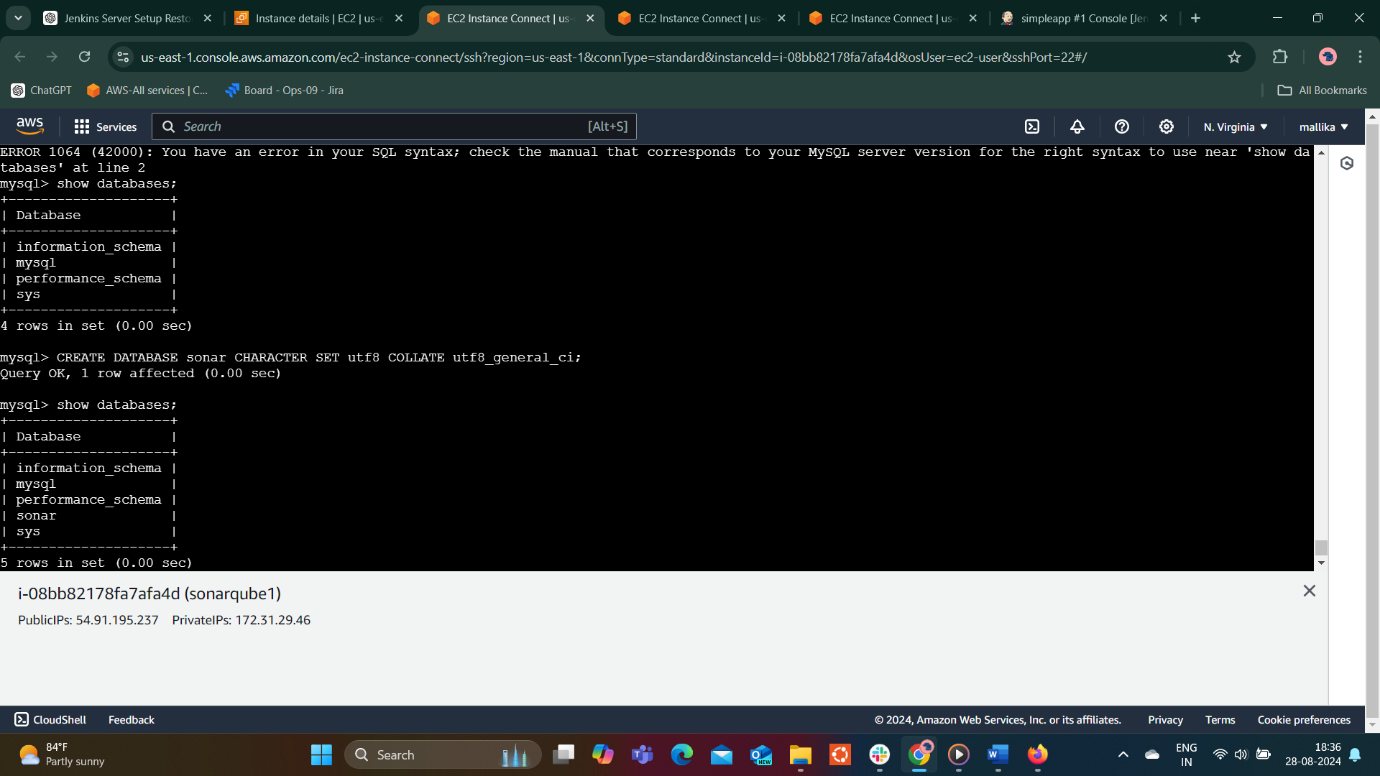 Jenkins Server Setup Resto
Instance details | EC2 | us-e
EC2 Instance Connect | us-
EC2 Instance Connect | us-
EC2 Instance Connect | us-
simpleapp #1 Console [Jen
us-east-1.console.aws.amazon.com/ec2-instance-connect/ssh?region=us-east-1&connType=standard&instanceId=i-08bb82178fa7afa4d&osUser=ec2-user&sshPort=22#/
ChatGPT
AWS-All services | C...
Board - Ops-09 - Jira
All Bookmarks
aws
Services
Search
[Alt+S]
N. Virginia
mallika
ERROR 1064 (42000): You have an error in your SQL syntax; check the manual that corresponds to your MySQL server version for the right syntax to use near 'show da
tabases' at line 2
mysql> show databases;
+--------------------+
| Database           |
+--------------------+
| information_schema |
| mysql              |
| performance_schema |
| sys                |
+--------------------+
4 rows in set (0.00 sec)
mysql> CREATE DATABASE sonar CHARACTER SET utf8 COLLATE utf8_general_ci;
Query OK, 1 row affected (0.00 sec)
mysql> show databases;
+--------------------+
| Database           |
+--------------------+
| information_schema |
| mysql              |
| performance_schema |
| sonar              |
| sys                |
+--------------------+
5 rows in set (0.00 sec)
i-08bb82178fa7afa4d (sonarqube1)
PublicIPs: 54.91.195.237 PrivateIPs: 172.31.29.46
CloudShell
Feedback
© 2024, Amazon Web Services, Inc. or its affiliates.
Privacy
Terms
Cookie preferences
84°F
Partly sunny
Search
ENG
IN
18:36
28-08-2024